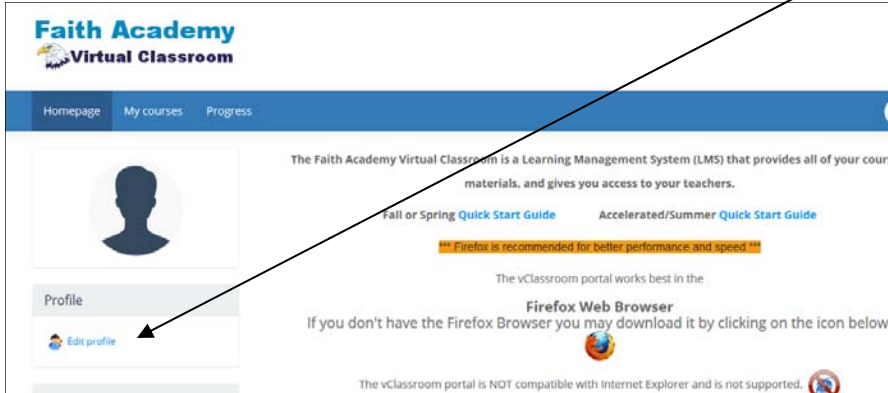 Faith Academy
Virtual Classroom
Homepage My courses Progress
The Faith Academy Virtual Classroom is a Learning Management System (LMS) that provides all of your cour
materials, and gives you access to your teachers.
Fall or Spring Quick Start Guide Accelerated/Summer Quick Start Guide
*** Firefox is recommended for better performance and speed ***
The vClassroom portal works best in the
Profile
Firefox Web Browser
If you don't have the Firefox Browser you may download it by clicking on the icon below
Edit profile
The vClassroom portal is NOT compatible with Internet Explorer and is not supported.